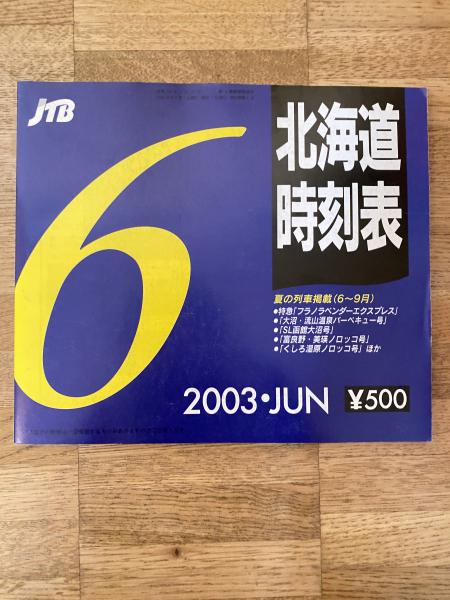 JTB
6
北海道
時刻表
夏の列車掲載(6〜9月)
●特急「フラノラベンダーエクスプレス」
●「大沼・流山温泉バーベキュー号」
●「SL函館大沼号」
●「富良野・美瑛ノロッコ号」
●「くしろ湿原ノロッコ号」ほか
2003・JUN ¥500